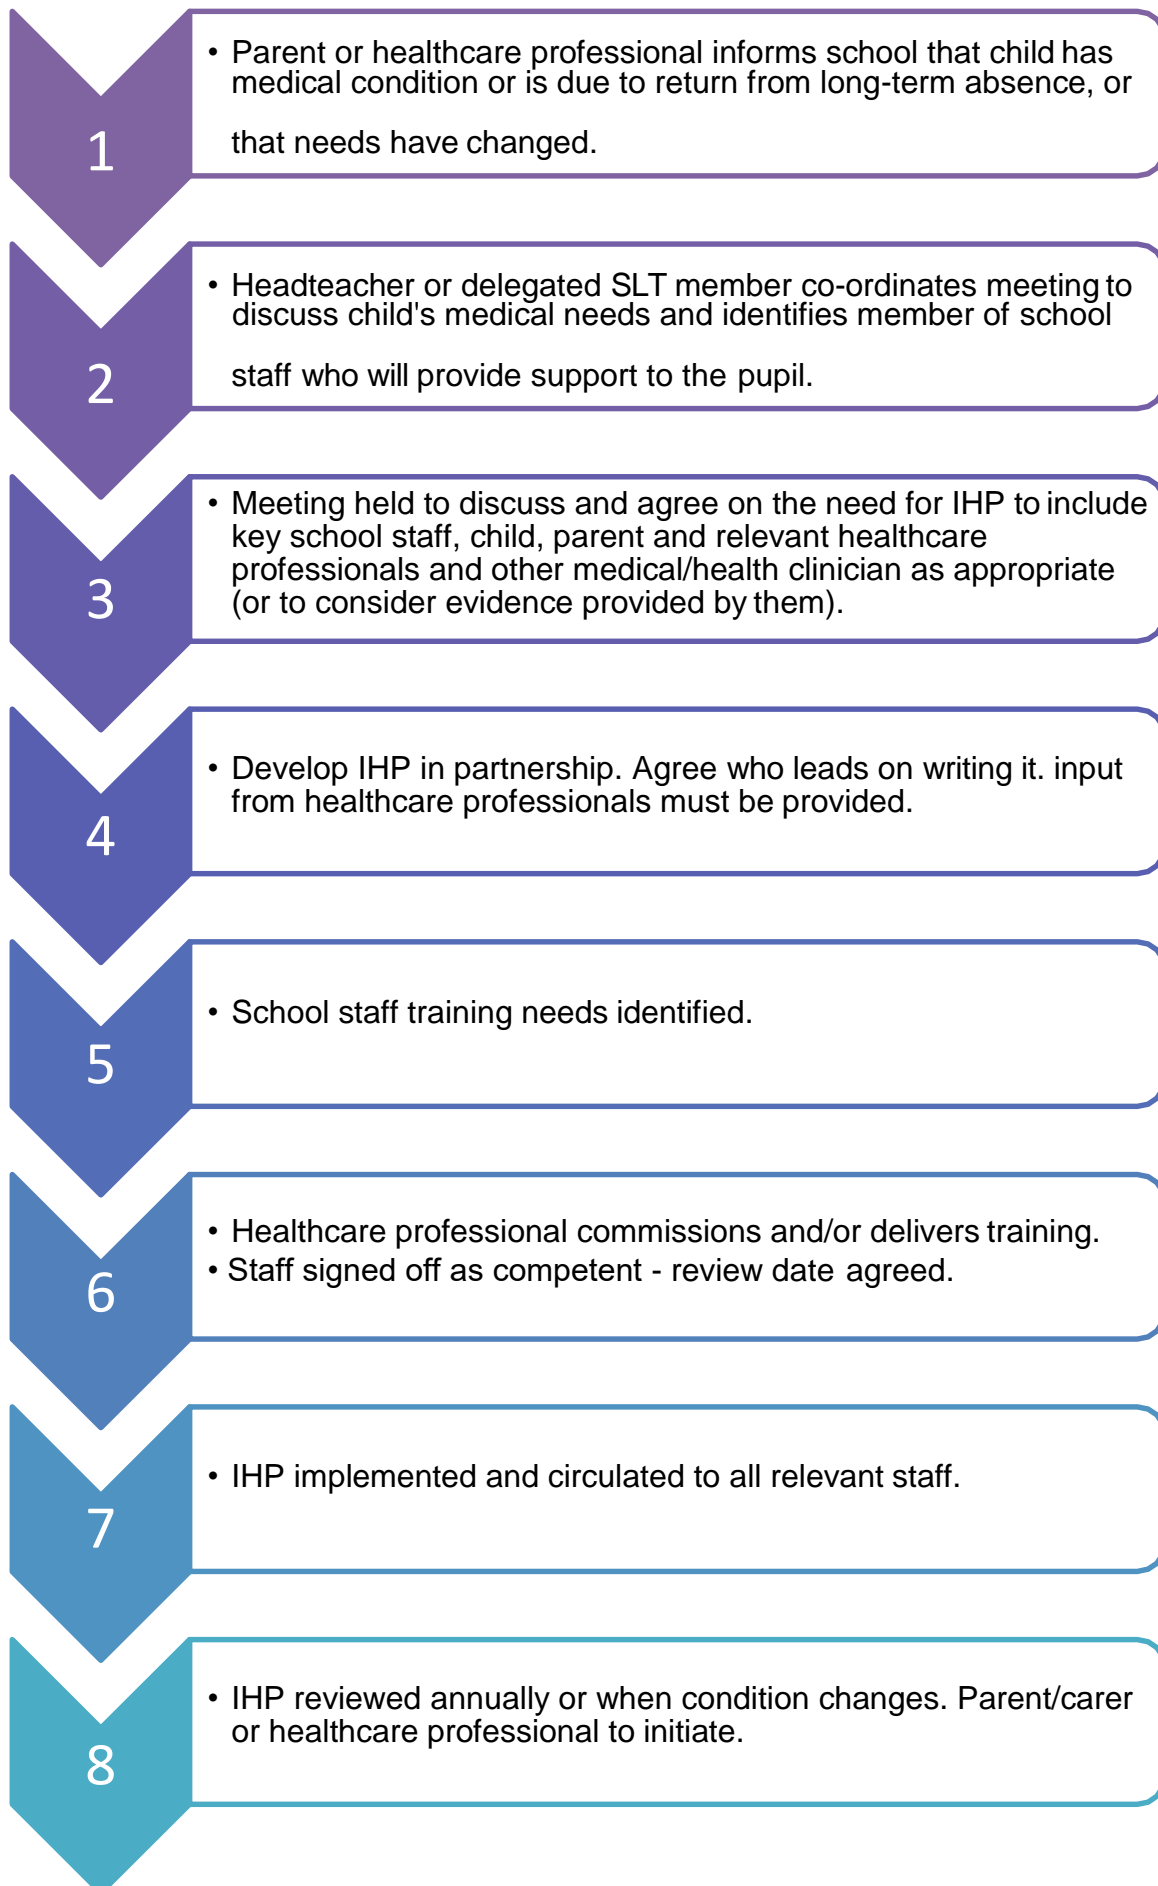 1
• Parent or healthcare professional informs school that child has
medical condition or is due to return from long-term absence, or
that needs have changed.
2
• Headteacher or delegated SLT member co-ordinates meeting to
discuss child's medical needs and identifies member of school
staff who will provide support to the pupil.
3
• Meeting held to discuss and agree on the need for IHP to include
key school staff, child, parent and relevant healthcare
professionals and other medical/health clinician as appropriate
(or to consider evidence provided by them).
4
• Develop IHP in partnership. Agree who leads on writing it. input
from healthcare professionals must be provided.
5
• School staff training needs identified.
6
• Healthcare professional commissions and/or delivers training.
• Staff signed off as competent - review date agreed.
7
• IHP implemented and circulated to all relevant staff.
8
• IHP reviewed annually or when condition changes. Parent/carer
or healthcare professional to initiate.